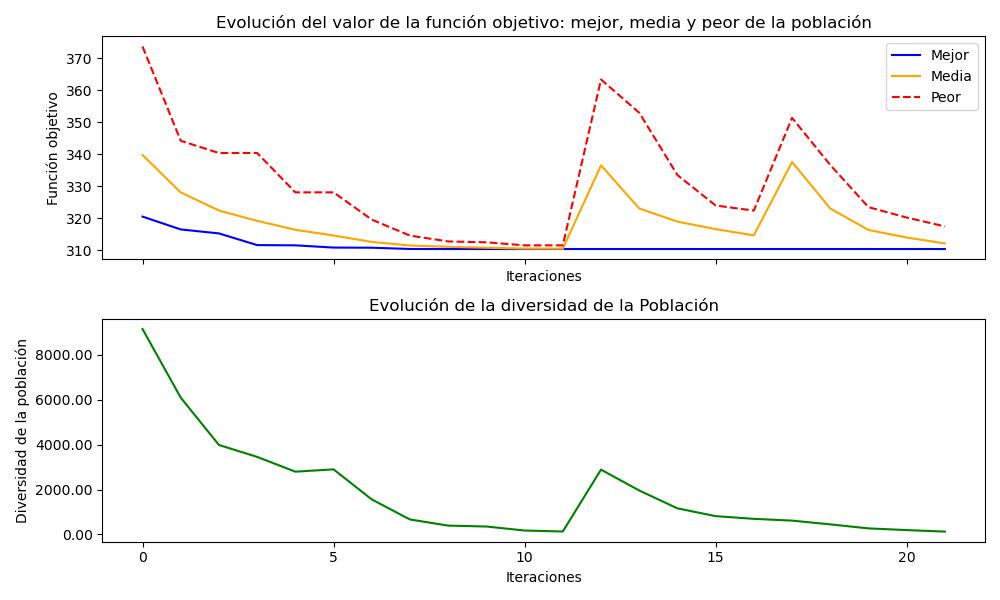 Evolución del valor de la función objetivo: mejor, media y peor de la población
Función objetivo
370
360
350
340
330
320
310
Mejor
Media
Peor
Iteraciones
Evolución de la diversidad de la Población
Diversidad de la población
8000.00
6000.00
4000.00
2000.00
0.00
0 5 10 15 20
Iteraciones